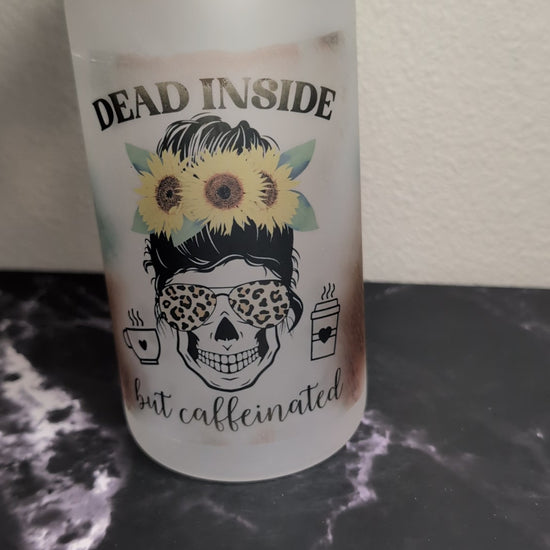 DEAD INSIDE
but caffeinated